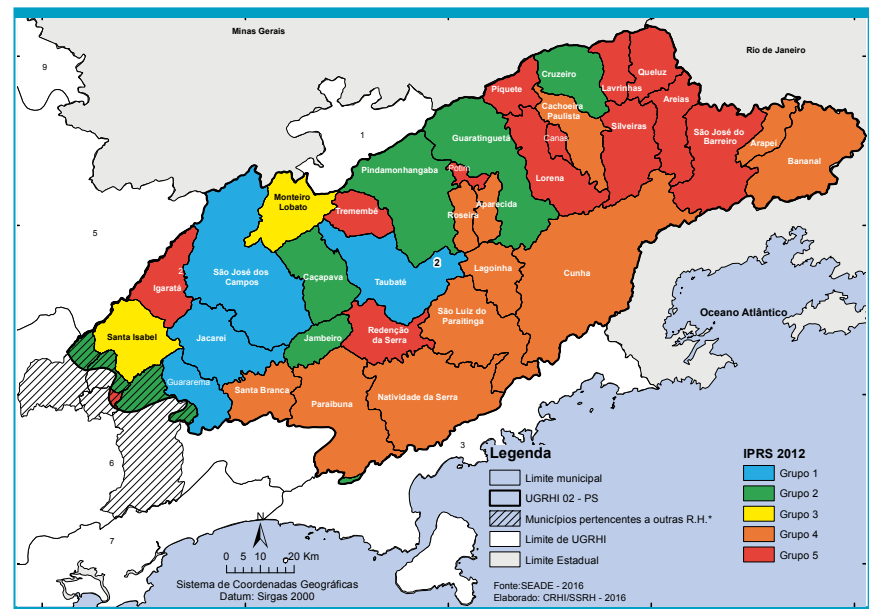 Minas Gerais
Rio de Janeiro
9
Cruzeiro
Queluz
Lavrinhas
Piquete
Areias
Cachoeira
Paulista
1
Guaratinguetá
Canas
Silveiras
São José do
Barreiro
Arapeí
Bananal
Pindamonhangaba
Potim
Lorena
Monteiro
Lobato
Tremembé
Roseira
Aparecida
5
2
2
Igaratá
São José dos
Campos
Caçapava
Taubaté
Lagoinha
Cunha
São Luiz do
Paraitinga
Oceano Atlântico
Santa Isabel
Jacareí
Jambeiro
Redenção
da Serra
Guararema
Santa Branca
Paraibuna
Natividade da Serra
3
6
7
N
0 5 10 20 Km
Sistema de Coordenadas Geográficas
Datum: Sirgas 2000
Legenda
Limite municipal
UGRHI 02 - PS
Municípios pertencentes a outras R.H.*
Limite de UGRHI
Limite Estadual
IPRS 2012
Grupo 1
Grupo 2
Grupo 3
Grupo 4
Grupo 5
Fonte:SEADE - 2016
Elaborado: CRHI/SSRH - 2016